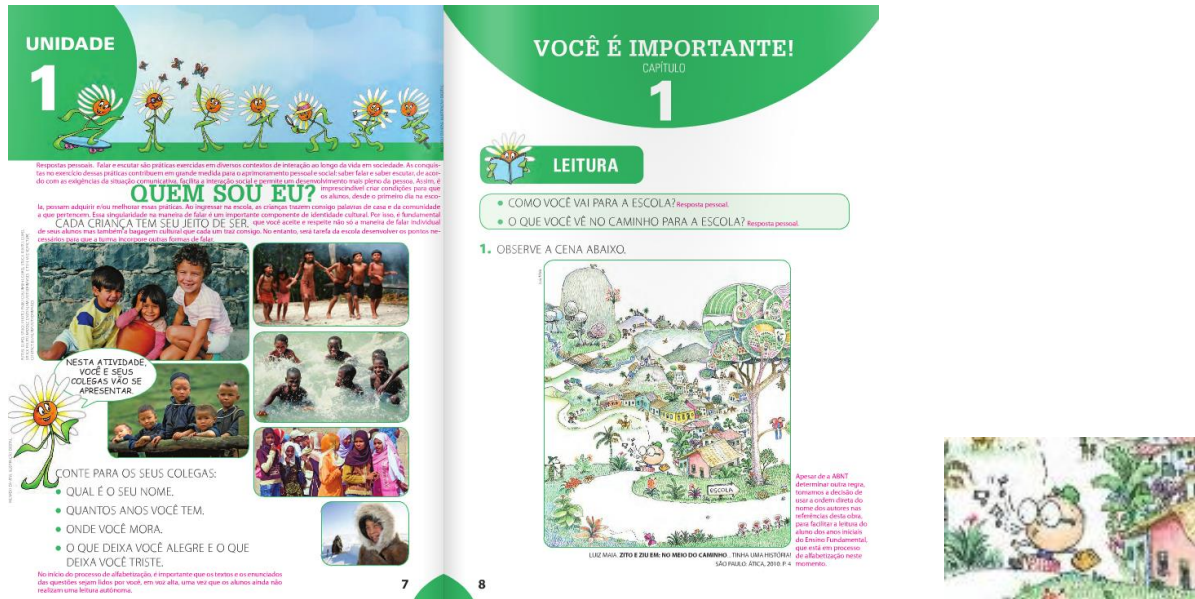 UNIDADE
1
Respostas pessoais. Falar e escutar são práticas exercidas em diversos contextos de interação ao longo da vida em sociedade. As conquis-
tas no exercício dessas práticas contribuem em grande medida para o aprimoramento pessoal e social: saber falar e saber escutar, de acor-
do com as exigências da situação comunicativa, facilita a interação social e permite um desenvolvimento mais pleno da pessoa. Assim, é
QUEM SOU EU?
imprescindível criar condições para que
os alunos, desde o primeiro dia na esco-
la, possam adquirir e/ou melhorar essas práticas. Ao ingressar na escola, as crianças trazem consigo palavras de casa e da comunidade
a que pertencem. Essa singularidade na maneira de falar é um importante componente de identidade cultural. Por isso, é fundamental
CADA CRIANÇA TEM SEU JEITO DE SER.
que você aceite e respeite não só a maneira de falar individual
de seus alunos mas também a bagagem cultural que cada um traz consigo. No entanto, será tarefa da escola desenvolver os pontos ne-
cessários para que a turma incorpore outras formas de falar.
NESTA ATIVIDADE,
VOCÊ E SEUS
COLEGAS VÃO SE
APRESENTAR.
CONTE PARA OS SEUS COLEGAS:
• QUAL É O SEU NOME.
• QUANTOS ANOS VOCÊ TEM.
• ONDE VOCÊ MORA.
• O QUE DEIXA VOCÊ ALEGRE E O QUE
DEIXA VOCÊ TRISTE.
No início do processo de alfabetização, é importante que os textos e os enunciados
das questões sejam lidos por você, em voz alta, uma vez que os alunos ainda não
realizam uma leitura autônoma.
7
VOCÊ É IMPORTANTE!
CAPÍTULO
1
LEITURA
• COMO VOCÊ VAI PARA A ESCOLA? Resposta pessoal.
• O QUE VOCÊ VÊ NO CAMINHO PARA A ESCOLA? Resposta pessoal.
1. OBSERVE A CENA ABAIXO.
ESCOLA
Apesar de a ABNT
determinar outra regra,
tomamos a decisão de
usar a ordem direta do
nome dos autores nas
referências desta obra,
para facilitar a leitura do
aluno dos anos iniciais
do Ensino Fundamental,
que está em processo
de alfabetização neste
momento.
LUIZ MAIA. ZITO E ZIU EM: NO MEIO DO CAMINHO... TINHA UMA HISTÓRIA!
SÃO PAULO: ÁTICA, 2010. P. 4
8